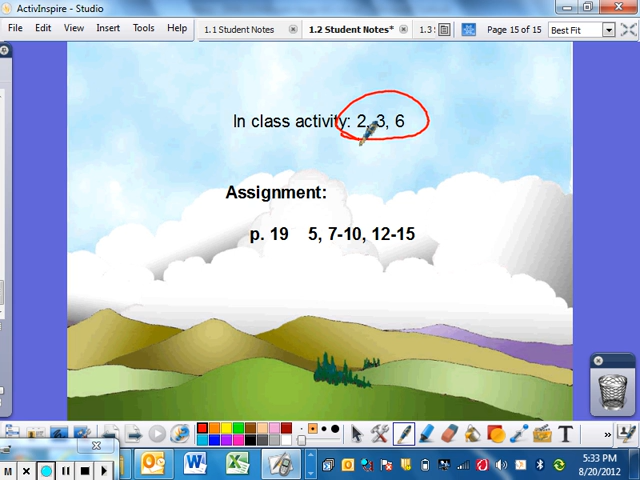 ActivInspire - Studio
File Edit View Insert Tools Help
1.1 Student Notes
1.2 Student Notes*
1.3 :
Page 15 of 15
Best Fit
In class activity: 2, 3, 6
Assignment:
p. 19 5, 7-10, 12-15
T
»
M
5:33 PM
8/20/2012